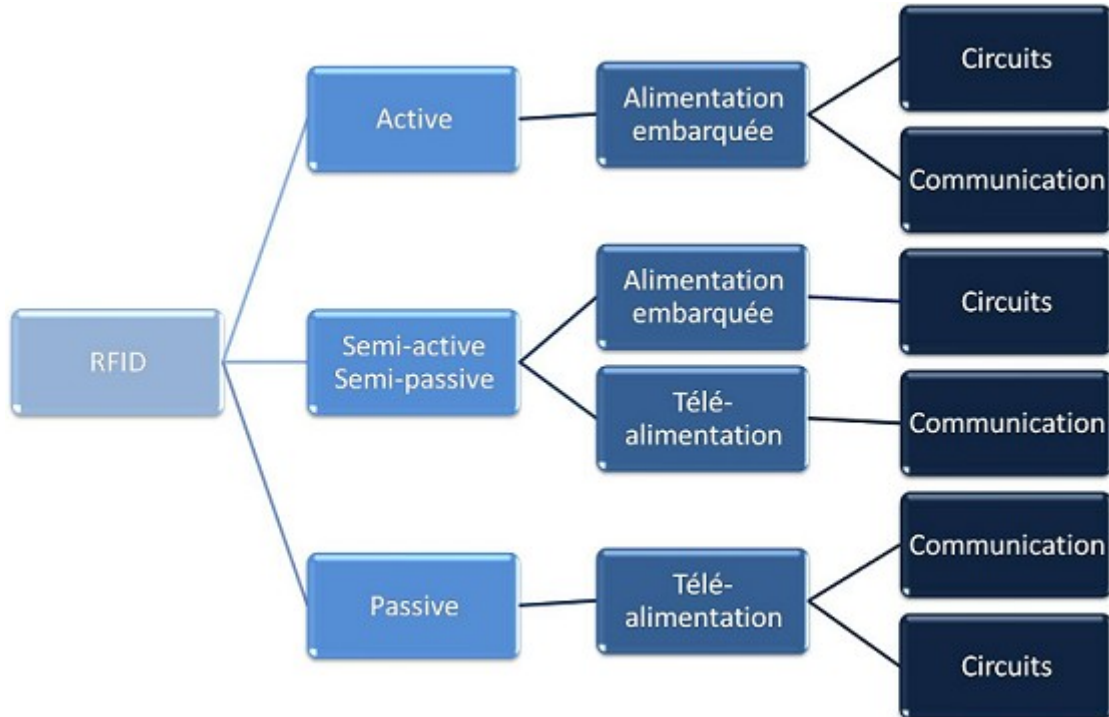 RFID
Active
Alimentation
embarquée
Circuits
Communication
Semi-active
Semi-passive
Alimentation
embarquée
Circuits
Télé-
alimentation
Communication
Passive
Télé-
alimentation
Communication
Circuits